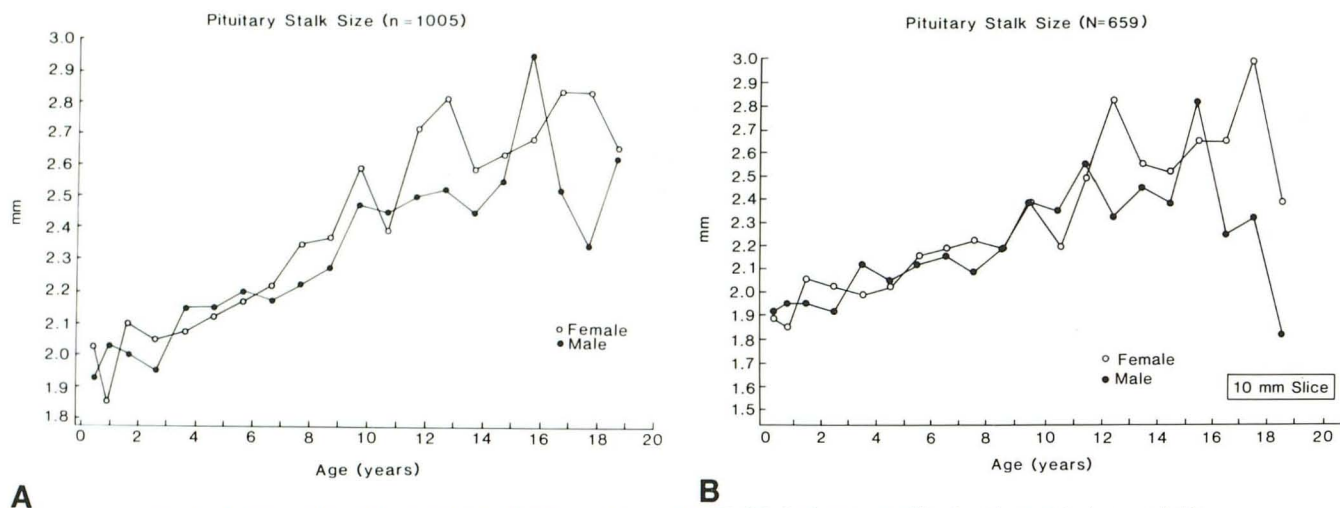 Pituitary Stalk Size (n = 1005)
3.0
2.9
2.8
2.7
2.6
2.5
2.4
2.3
2.2
2.1
2.0
1.9
1.8
mm
Female
Male
0 2 4 6 8 10 12 14 16 18 20
Age (years)
A
Pituitary Stalk Size (N=659)
3.0
2.9
2.8
2.7
2.6
2.5
2.4
2.3
2.2
2.1
2.0
1.9
1.8
1.7
1.6
1.5
mm
Female
Male
10 mm Slice
0 2 4 6 8 10 12 14 16 18 20
Age (years)
B